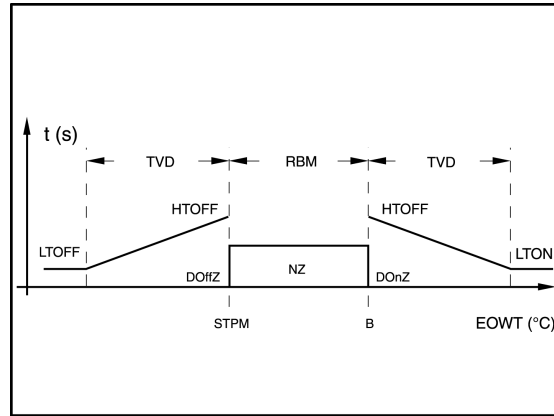 t (s)
TVD
RBM
TVD
HTOFF
HTOFF
LTOFF
LTON
DOffZ
NZ
DOnZ
STPM
B
EOWT (°C)